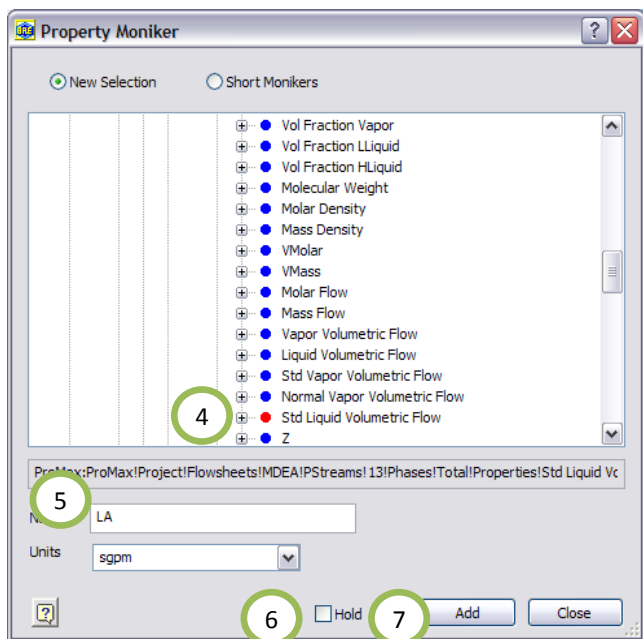 Property Moniker
New Selection Short Monikers
Vol Fraction Vapor
Vol Fraction LLiquid
Vol Fraction HLiquid
Molecular Weight
Molar Density
Mass Density
VMolar
VMass
Molar Flow
Mass Flow
Vapor Volumetric Flow
Liquid Volumetric Flow
Std Vapor Volumetric Flow
Normal Vapor Volumetric Flow
4 Std Liquid Volumetric Flow
Z
ProMax:ProMax!Project!Flowsheets!MDEA!PStreams!13!Phases!Total!Properties!Std Liquid Vo
5 LA
Units sgpm
6 Hold 7 Add Close